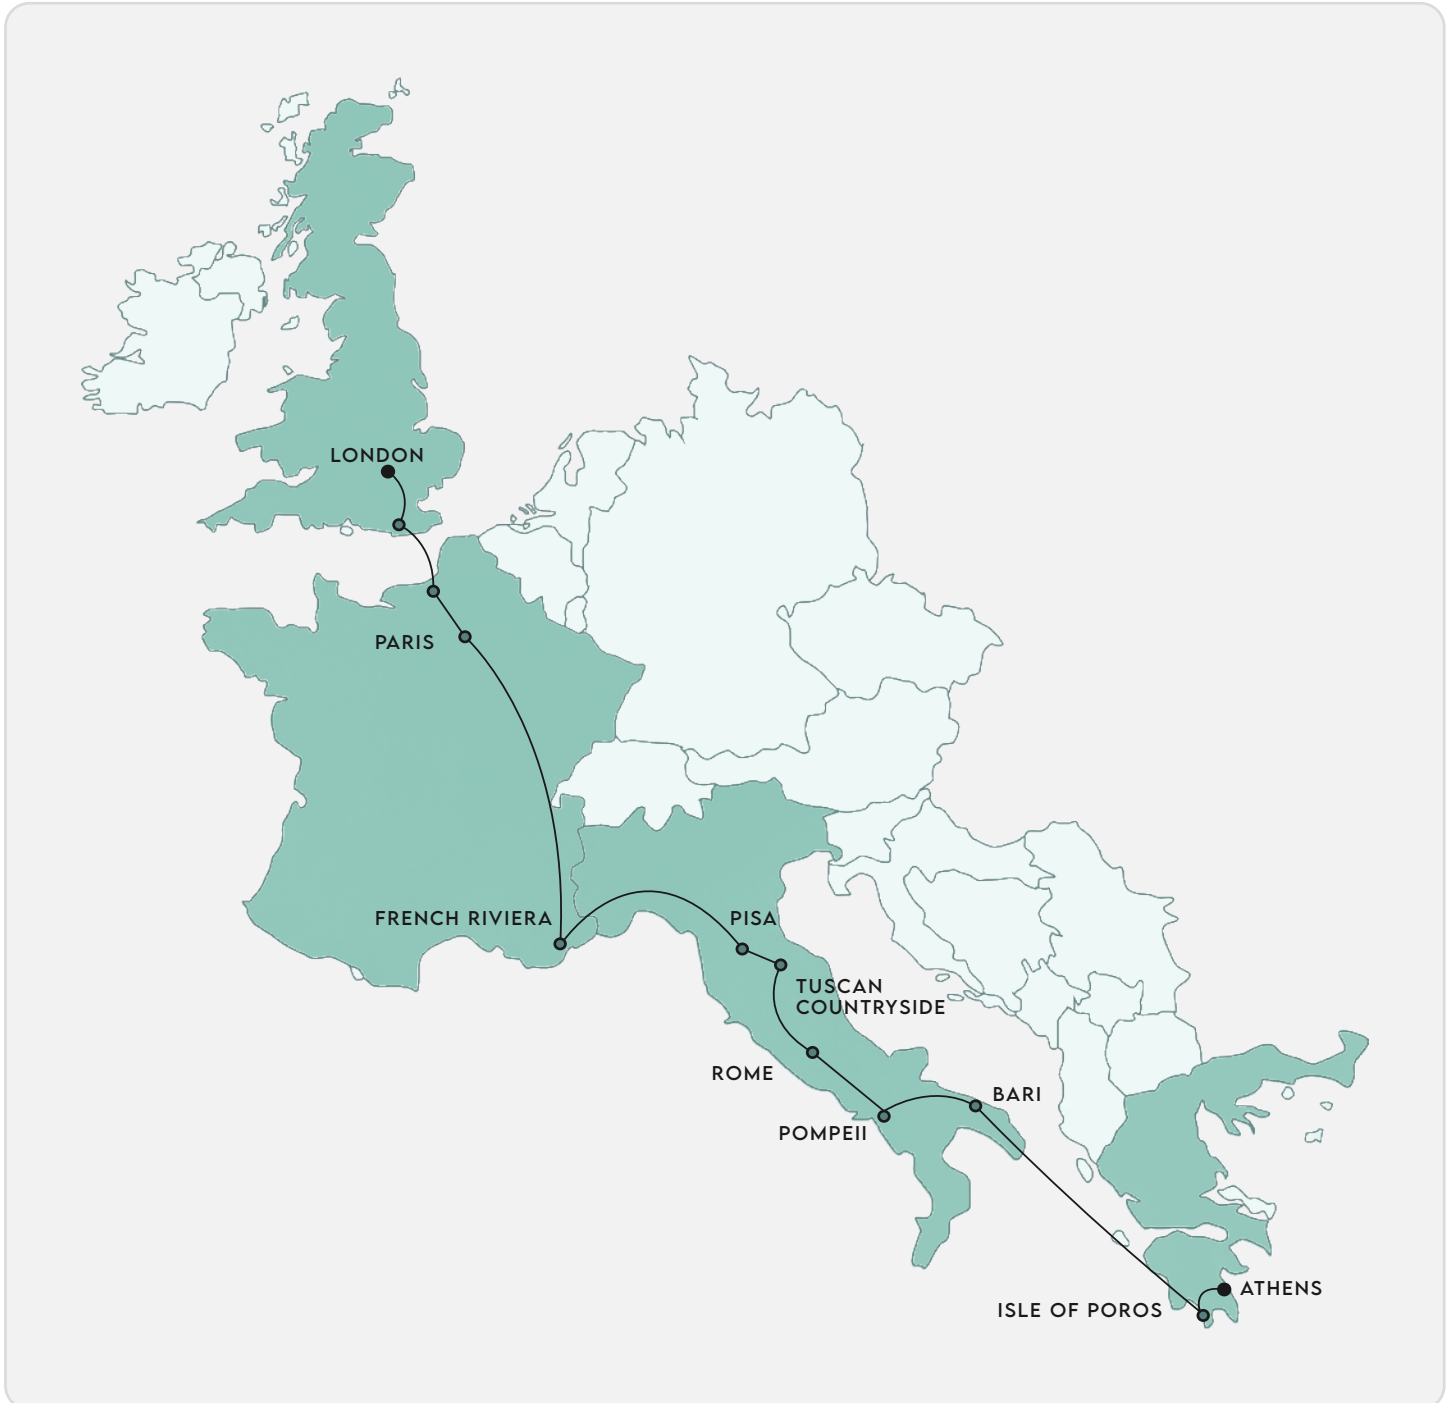 LONDON
PARIS
FRENCH RIVIERA
PISA
TUSCAN
COUNTRYSIDE
ROME
BARI
POMPEII
ATHENS
ISLE OF POROS